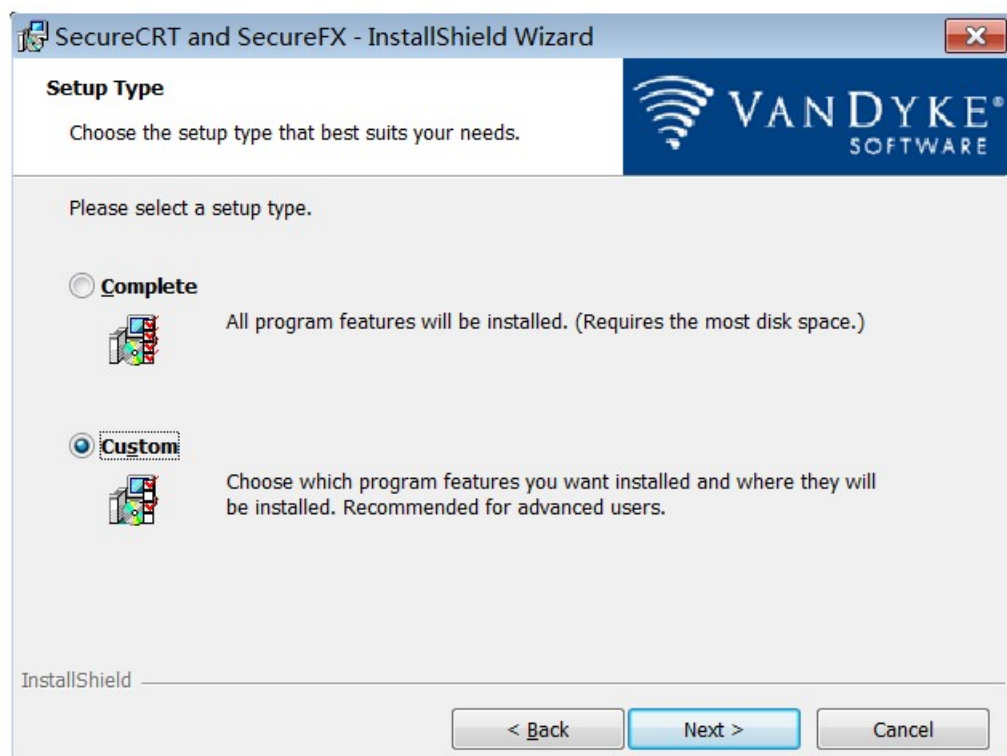 SecureCRT and SecureFX - InstallShield Wizard
Setup Type
Choose the setup type that best suits your needs.
VANDYKE®
SOFTWARE
Please select a setup type.
Complete
All program features will be installed. (Requires the most disk space.)
Custom
Choose which program features you want installed and where they will
be installed. Recommended for advanced users.
InstallShield
< Back
Next >
Cancel